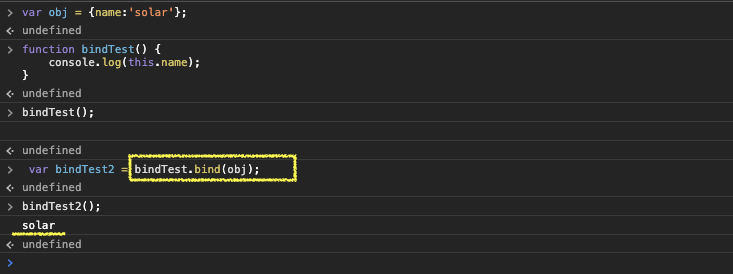 var obj = {name:'solar'};
undefined
function bindTest() {
    console.log(this.name);
}
undefined
bindTest();
undefined
var bindTest2 = bindTest.bind(obj);
undefined
bindTest2();
solar
undefined